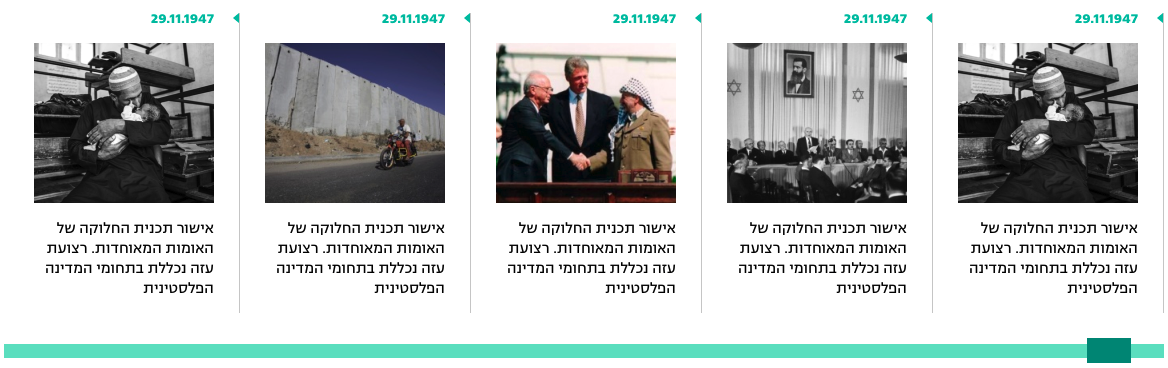 29.11.1947
אישור תכנית החלוקה של
האומות המאוחדות. רצועת
עזה נכללת בתחומי המדינה
הפלסטינית
29.11.1947
אישור תכנית החלוקה של
האומות המאוחדות. רצועת
עזה נכללת בתחומי המדינה
הפלסטינית
29.11.1947
אישור תכנית החלוקה של
האומות המאוחדות. רצועת
עזה נכללת בתחומי המדינה
הפלסטינית
29.11.1947
אישור תכנית החלוקה של
האומות המאוחדות. רצועת
עזה נכללת בתחומי המדינה
הפלסטינית
29.11.1947
אישור תכנית החלוקה של
האומות המאוחדות. רצועת
עזה נכללת בתחומי המדינה
הפלסטינית